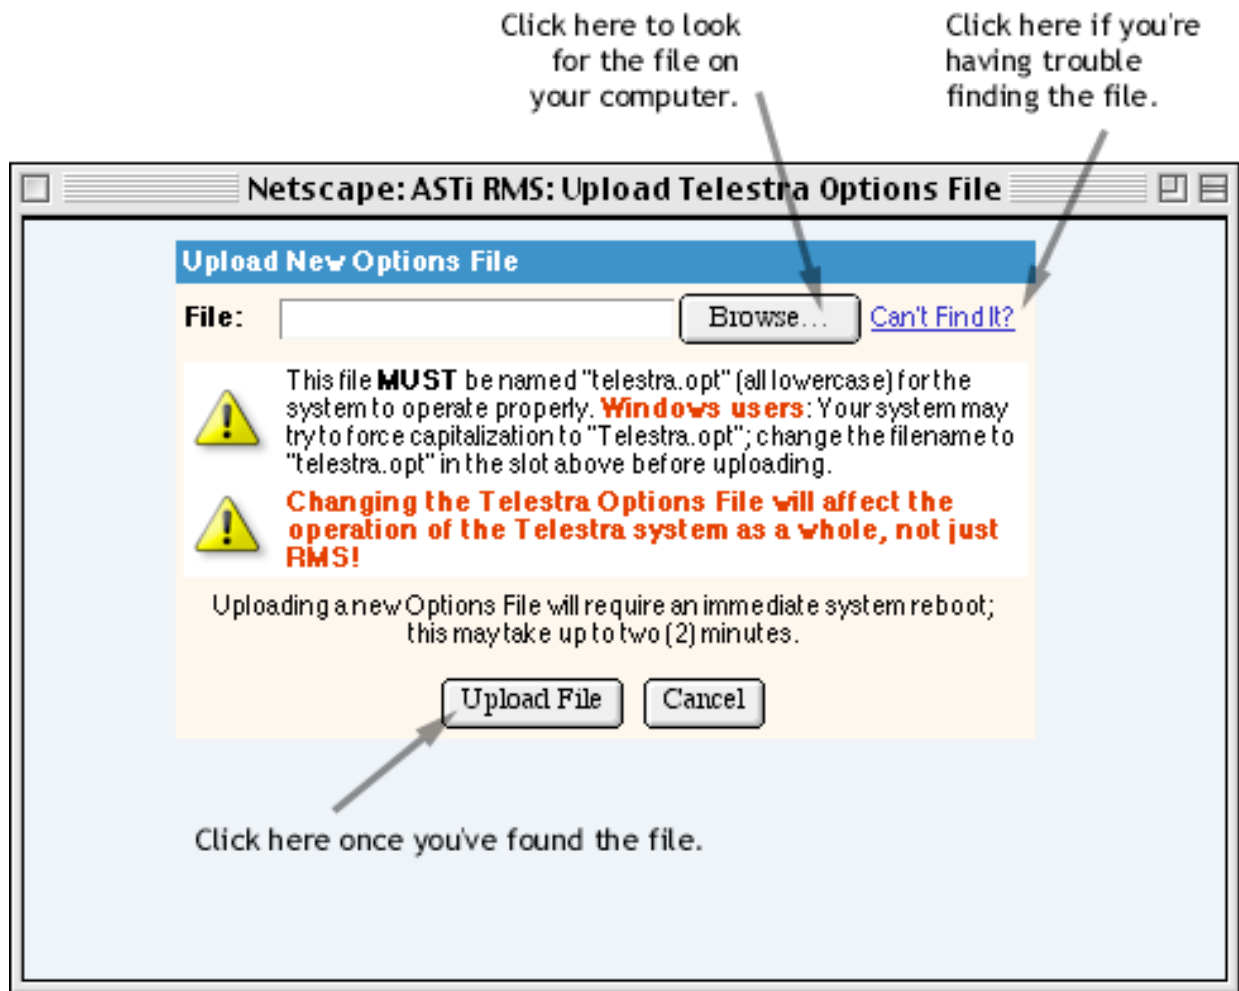 Click here to look
for the file on
your computer.
Click here if you're
having trouble
finding the file.
Netscape: ASTi RMS: Upload Telestra Options File
Upload New Options File
File:
Browse...
Can't Find It?
This file MUST be named "telestra.opt" (all lowercase) for the
system to operate properly. Windows users: Your system may
try to force capitalization to "Telestra.opt"; change the filename to
"telestra.opt" in the slot above before uploading.
Changing the Telestra Options File will affect the
operation of the Telestra system as a whole, not just
RMS!
Uploading a new Options File will require an immediate system reboot;
this may take up to two (2) minutes.
Upload File
Cancel
Click here once you've found the file.